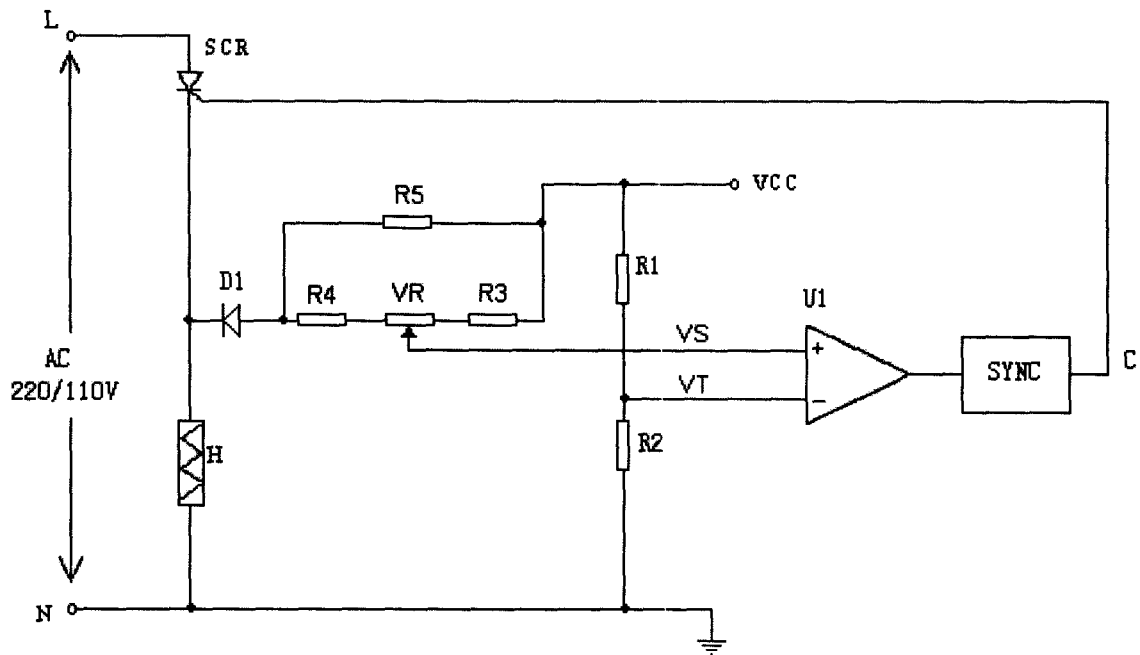 L
SCR
VCC
R5
D1
R4
VR
R3
R1
U1
VS
+
AC
220/110V
VT
−
SYNC
C
H
R2
N